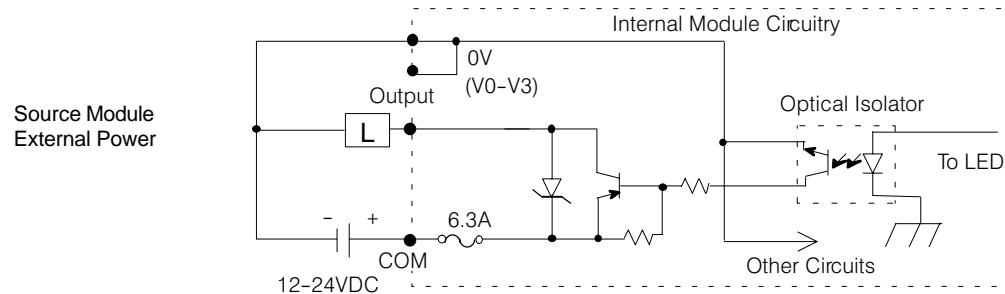 Internal Module Circuitry
0V
(V0-V3)
Output
Optical Isolator
Source Module
External Power
L
To LED
- +
6.3A
COM
Other Circuits
12-24VDC